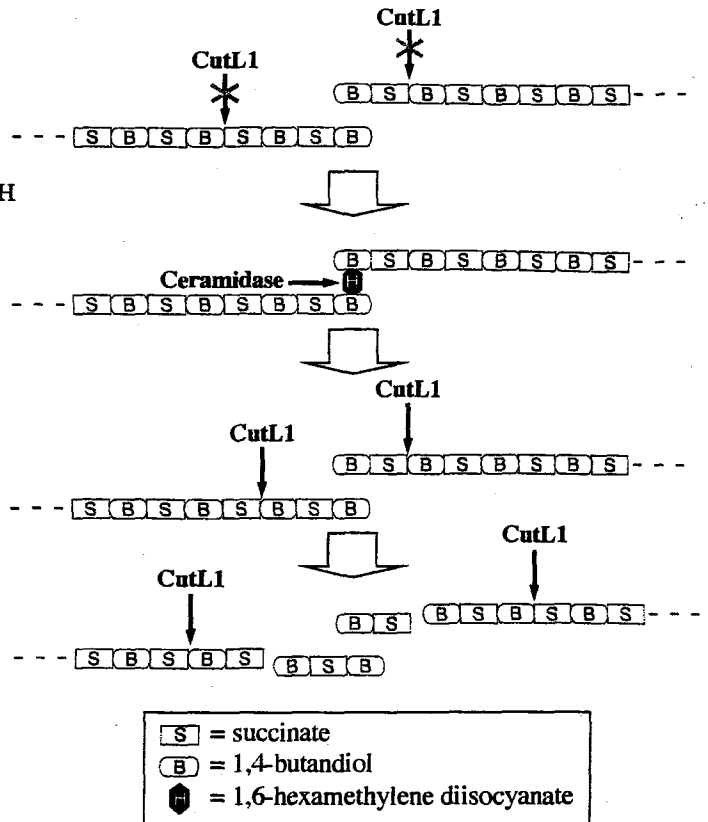 CutL1
CutL1
B S B S B S B S
S B S B S B S B
H
B S B S B S B S
Ceramidase H
S B S B S B S B
CutL1
CutL1
B S B S B S B S
S B S B S B S B
CutL1
CutL1
B S B S B S B S
S B S B S B S B
S = succinate
B = 1,4-butandiol
H = 1,6-hexamethylene diisocyanate